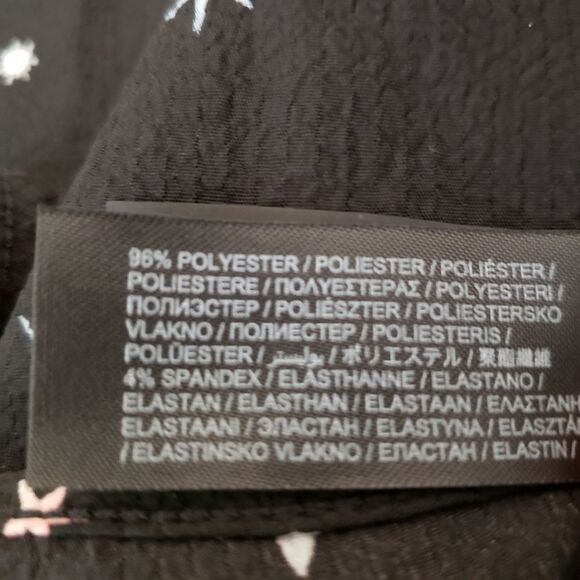 96% POLYESTER / POLIESTER / POLIÉSTER /
POLIESTERE / ΠΟΛΥΕΣΤΕΡΑΣ / POLYESTERI /
ПОЛИЭСТЕР / POLIÉSZTER / POLIESTERSKO
VLAKNO / ПОЛИЕСТЕР / POLIESTERIS /
POLÜESTER / بوليستر / ポリエステル / 聚酯纖維
4% SPANDEX / ELASTHANNE / ELASTANO /
ELASTAN / ELASTHAN / ELASTAAN / ΕΛΑΣΤΑΝΗ
ELASTAANI / ЭЛАСТАН / ELASTYNA / ELASZTÁ
/ ELASTINSKO VLAKNO / ЕЛАСТАН / ELASTIN /